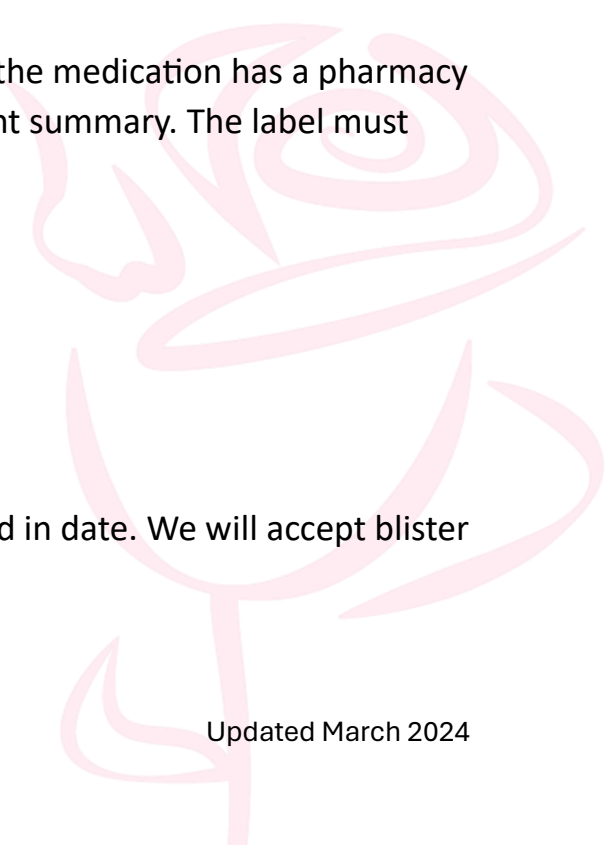 the medication has a pharmacy
nt summary. The label must
d in date. We will accept blister
Updated March 2024